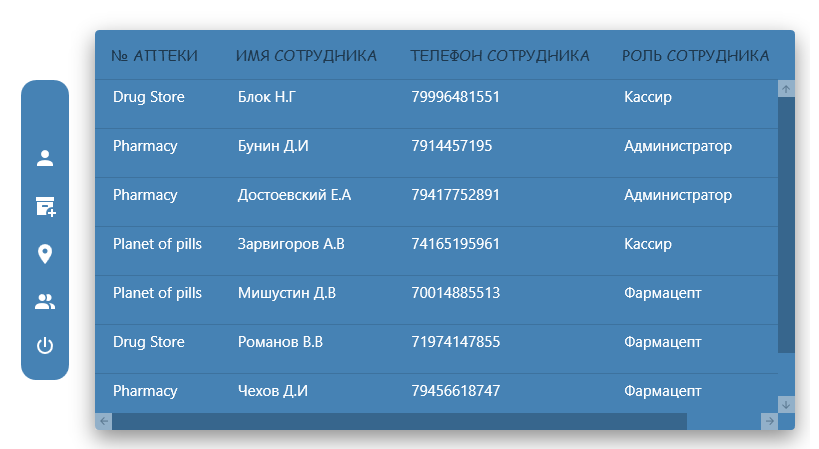 № АПТЕКИ ИМЯ СОТРУДНИКА ТЕЛЕФОН СОТРУДНИКА РОЛЬ СОТРУДНИКА
Drug Store Блок Н.Г 79996481551 Кассир
Pharmacy Бунин Д.И 7914457195 Администратор
Pharmacy Достоевский Е.А 79417752891 Администратор
Planet of pills Зарвигоров А.В 74165195961 Кассир
Planet of pills Мишустин Д.В 70014885513 Фармацепт
Drug Store Романов В.В 71974147855 Фармацепт
Pharmacy Чехов Д.И 79456618747 Фармацепт